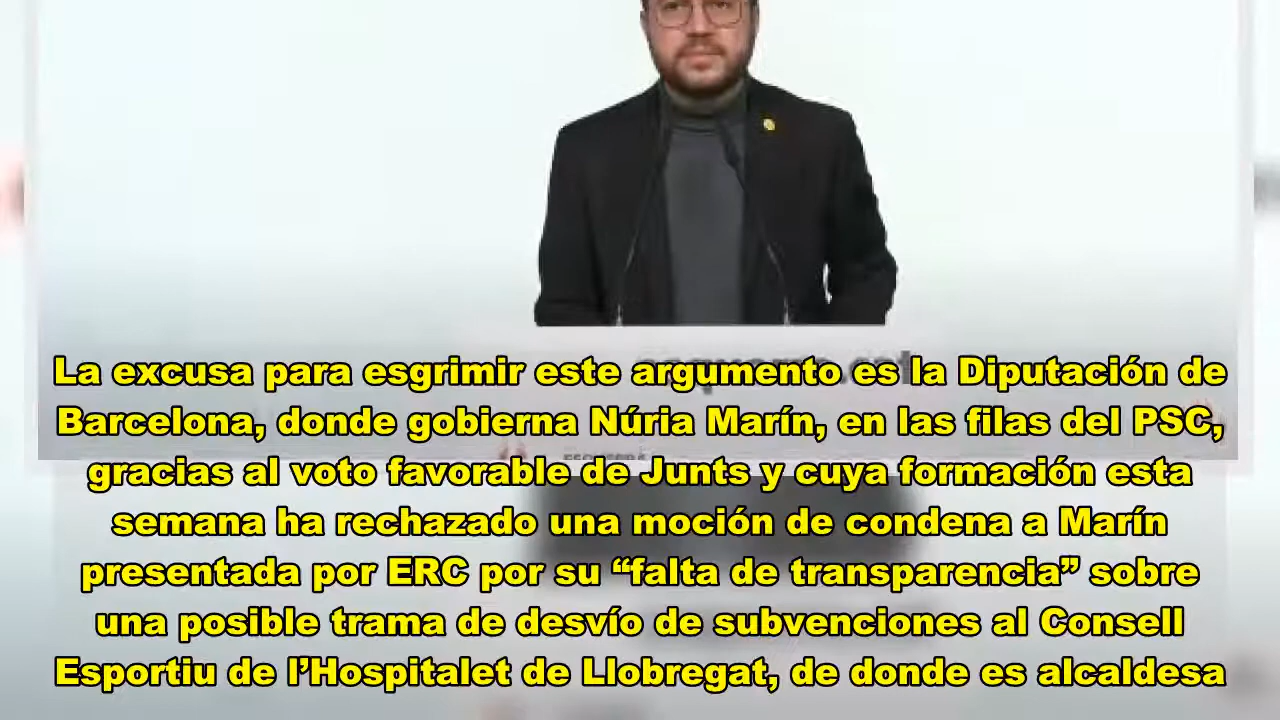 La excusa para esgrimir este argumento es la Diputación de
Barcelona, donde gobierna Núria Marín, en las filas del PSC,
gracias al voto favorable de Junts y cuya formación esta
semana ha rechazado una moción de condena a Marín
presentada por ERC por su “falta de transparencia” sobre
una posible trama de desvío de subvenciones al Consell
Esportiu de l’Hospitalet de Llobregat, de donde es alcaldesa